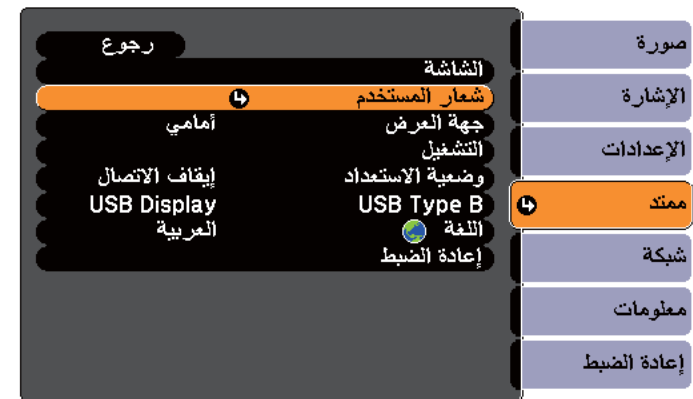 صورة
الإشارة
الإعدادات
ممتد
شبكة
معلومات
إعادة الضبط
رجوع
الشاشة
شعار المستخدم
جهة العرض أمامي
التشغيل
وضعية الاستعداد إيقاف الاتصال
USB Type B USB Display
اللغة العربية
إعادة الضبط